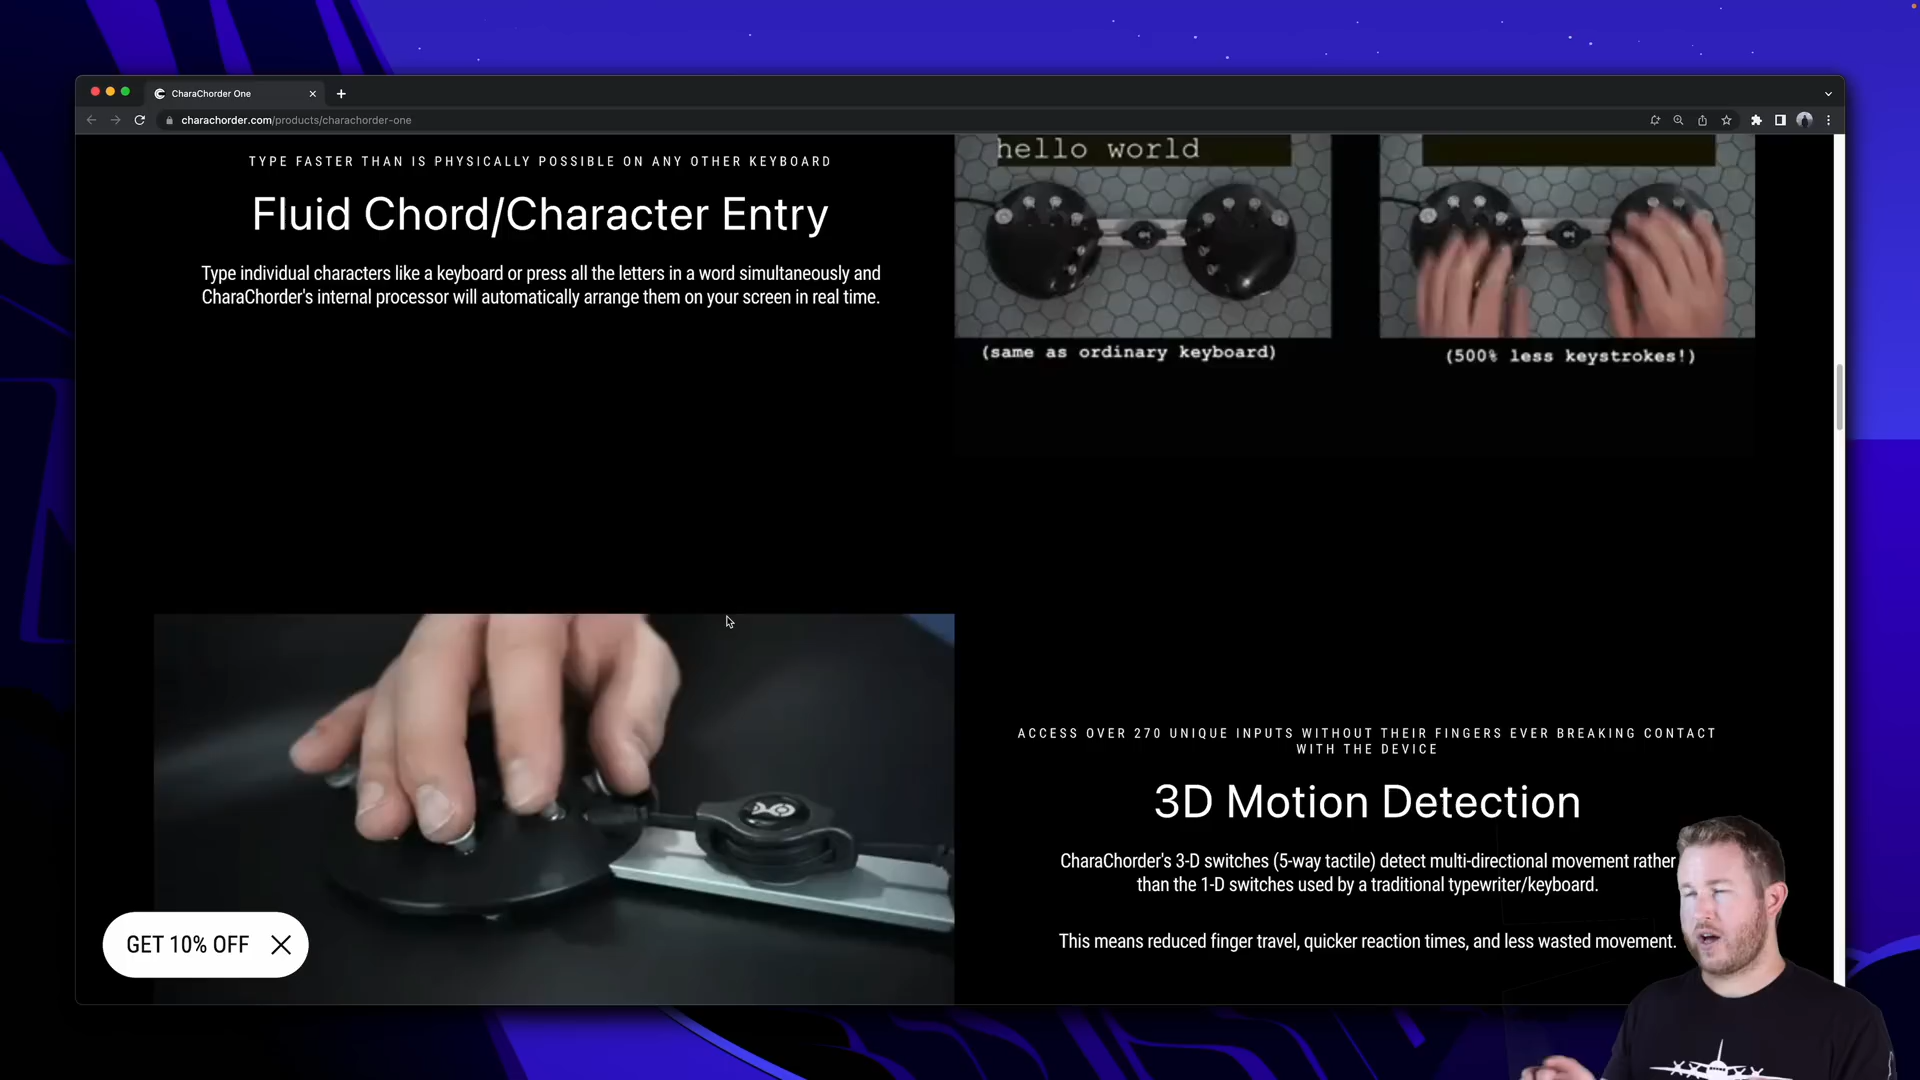 CharaChorder One
charachorder.com/products/charachorder-one
TYPE FASTER THAN IS PHYSICALLY POSSIBLE ON ANY OTHER KEYBOARD
Fluid Chord/Character Entry
Type individual characters like a keyboard or press all the letters in a word simultaneously and
CharaChorder's internal processor will automatically arrange them on your screen in real time.
hello world
(same as ordinary keyboard)
(500% less keystrokes!)
ACCESS OVER 270 UNIQUE INPUTS WITHOUT THEIR FINGERS EVER BREAKING CONTACT
WITH THE DEVICE
3D Motion Detection
CharaChorder's 3-D switches (5-way tactile) detect multi-directional movement rather
than the 1-D switches used by a traditional typewriter/keyboard.
This means reduced finger travel, quicker reaction times, and less wasted movement.
GET 10% OFF